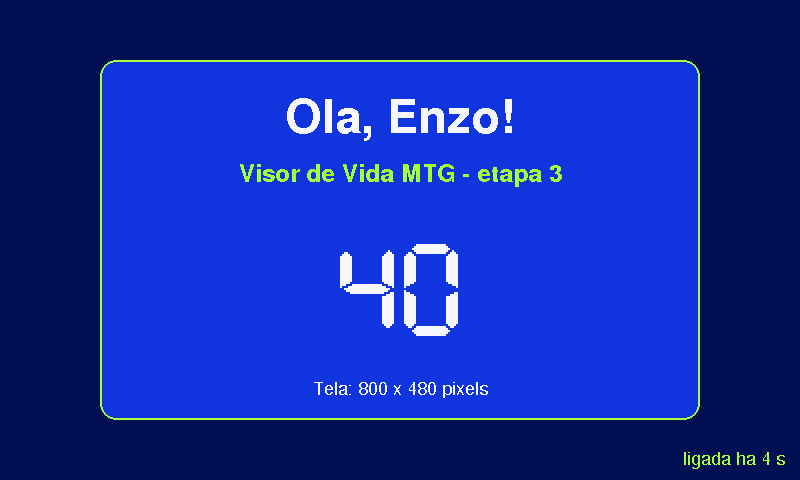 Ola, Enzo!
Visor de Vida MTG - etapa 3
40
Tela: 800 x 480 pixels
ligada ha 4 s